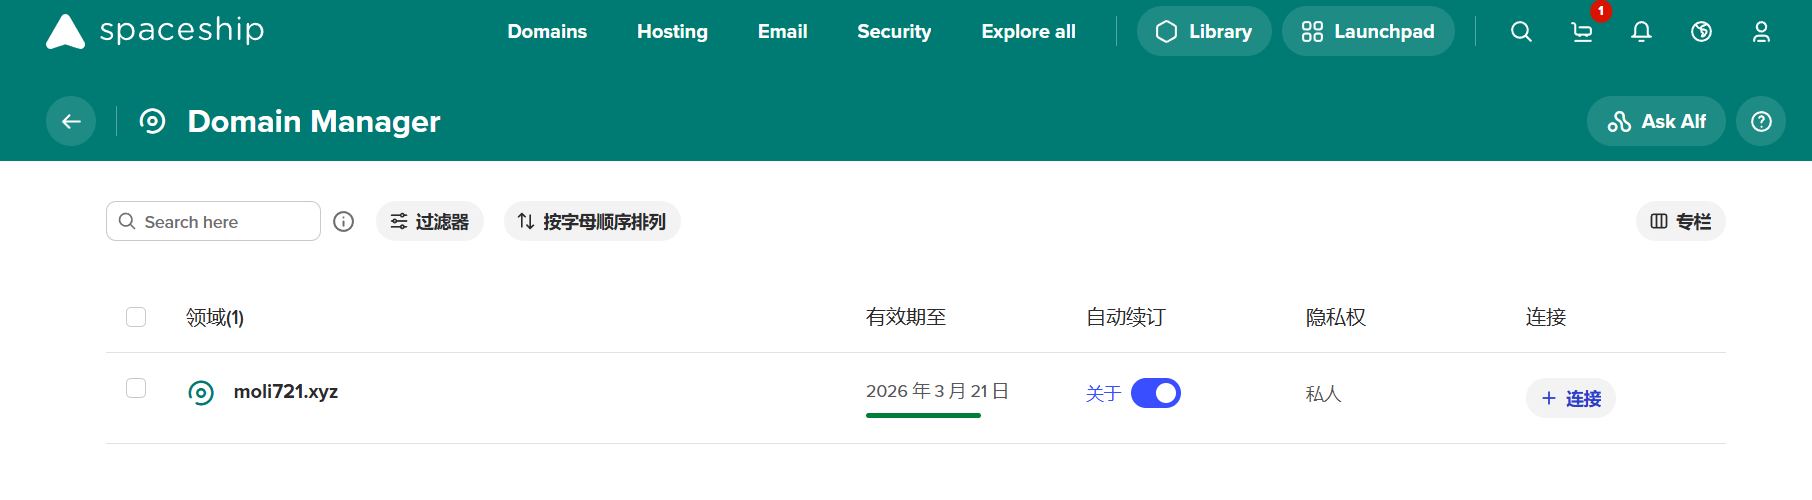 spaceship
Domains Hosting Email Security Explore all Library Launchpad 1
Domain Manager Ask Alf
Search here 过滤器 按字母顺序排列 专栏
领域(1) 有效期至 自动续订 隐私权 连接
moli721.xyz 2026 年 3 月 21 日 关于 私人 + 连接